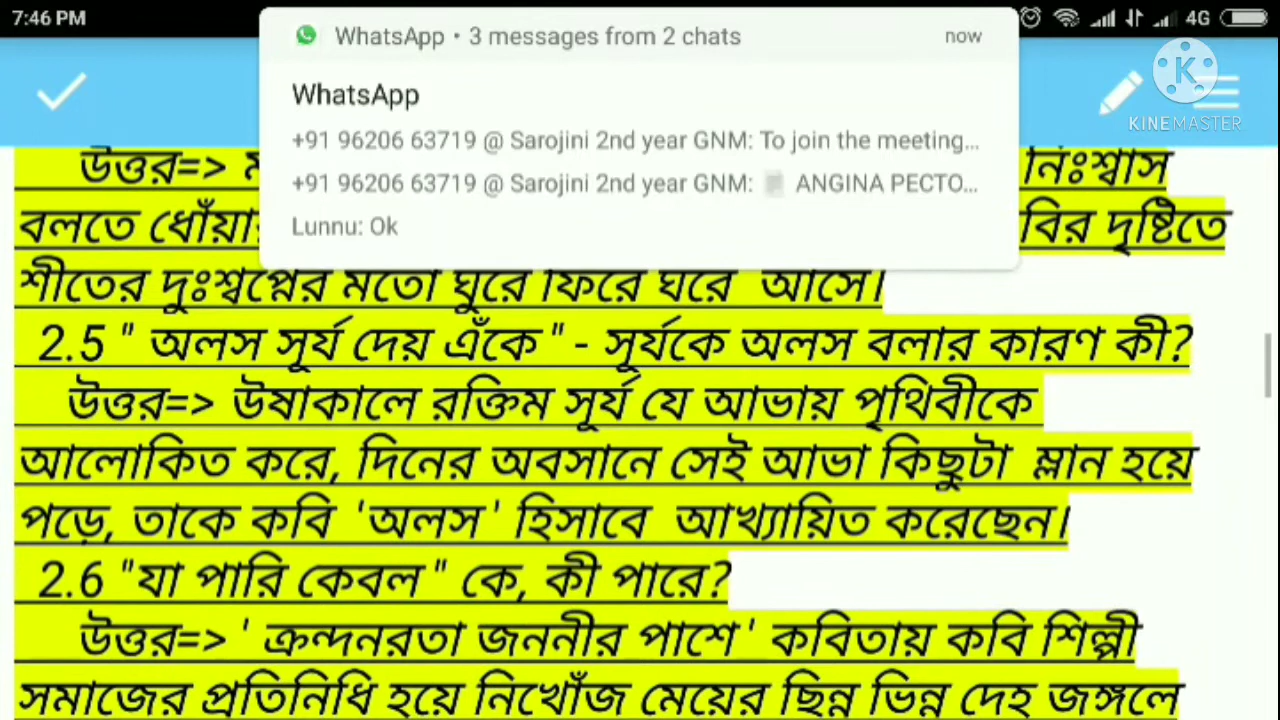 7:46 PM
4G
WhatsApp • 3 messages from 2 chats
now
WhatsApp
+91 96206 63719 @ Sarojini 2nd year GNM: To join the meeting...
+91 96206 63719 @ Sarojini 2nd year GNM: ANGINA PECTO...
Lunnu: Ok
K
KINEMASTER
উত্তর=> নিঃশ্বাস
বলতে দৃষ্টিতে
শীতের দুঃস্বপ্নের মতো ঘুরে ফিরে ঘরে আসে।
2.5 " অলস সূর্য দেয় এঁকে " - সূর্যকে অলস বলার কারণ কী?
উত্তর=> উষাকালে রক্তিম সূর্য যে আভায় পৃথিবীকে
আলোকিত করে, দিনের অবসানে সেই আভা কিছুটা ম্লান হয়ে
পড়ে, তাকে কবি 'অলস' হিসাবে আখ্যায়িত করেছেন।
2.6 "যা পারি কেবল " কে, কী পারে?
উত্তর=> ' ক্রন্দনরতা জননীর পাশে ' কবিতায় কবি শিল্পী
সমাজের প্রতিনিধি হয়ে নিখোঁজ মেয়ের ছিন্ন ভিন্ন দেহ জঙ্গলে